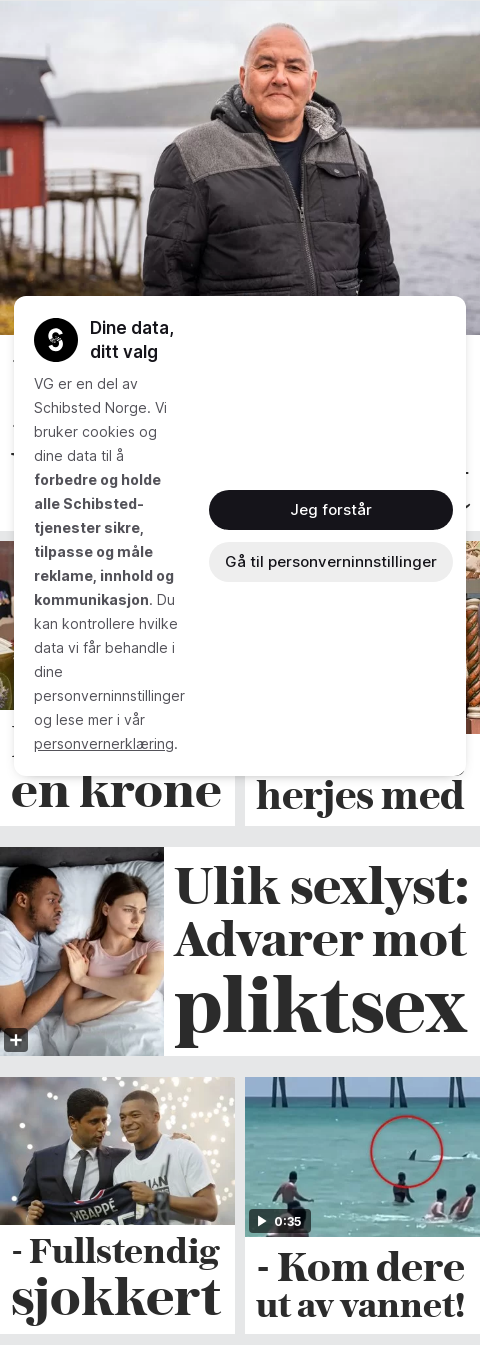 Dine data,
ditt valg
VG er en del av
Schibsted Norge. Vi
bruker cookies og
dine data til å
forbedre og holde
alle Schibsted-
tjenester sikre,
tilpasse og måle
reklame, innhold og
kommunikasjon. Du
kan kontrollere hvilke
data vi får behandle i
dine
personverninnstillinger
og lese mer i vår
personvernerklæring.
Jeg forstår
Gå til personverninnstillinger
en krone
herjes med
Ulik sexlyst:
Advarer mot
pliktsex
MBAPPÉ
- Fullstendig
sjokkert
0:35
- Kom dere
ut av vannet!